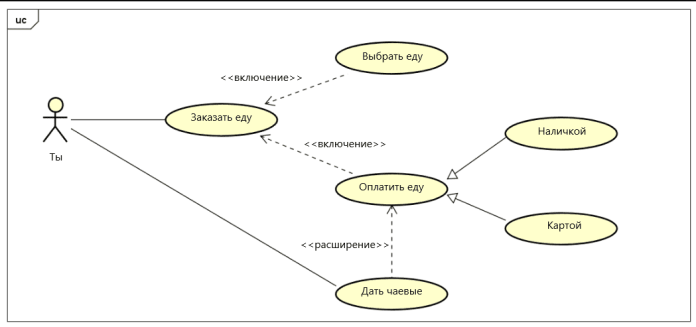 uc
Выбрать еду
<<включение>>
Заказать еду
Ты
<<включение>>
Наличкой
Оплатить еду
Картой
<<расширение>>
Дать чаевые